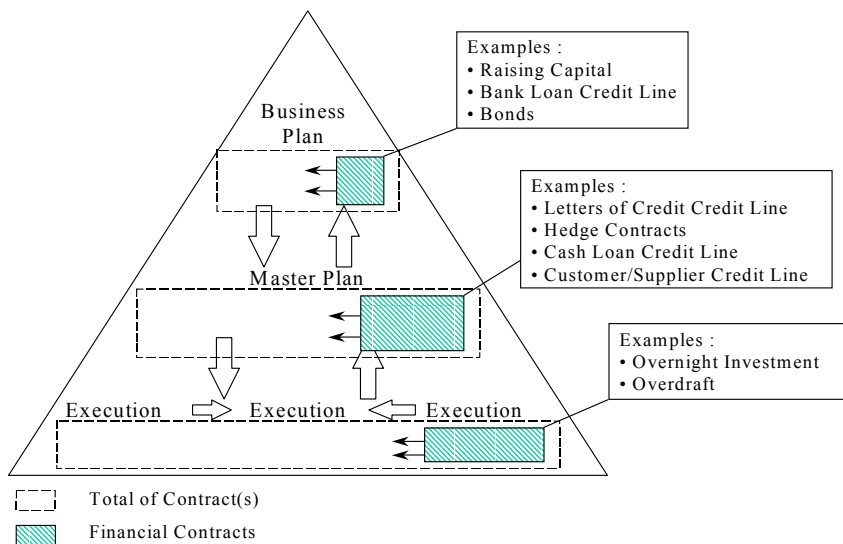 Business
Plan
Examples :
• Raising Capital
• Bank Loan Credit Line
• Bonds
Master Plan
Examples :
• Letters of Credit Credit Line
• Hedge Contracts
• Cash Loan Credit Line
• Customer/Supplier Credit Line
Execution
Execution
Execution
Examples :
• Overnight Investment
• Overdraft
Total of Contract(s)
Financial Contracts